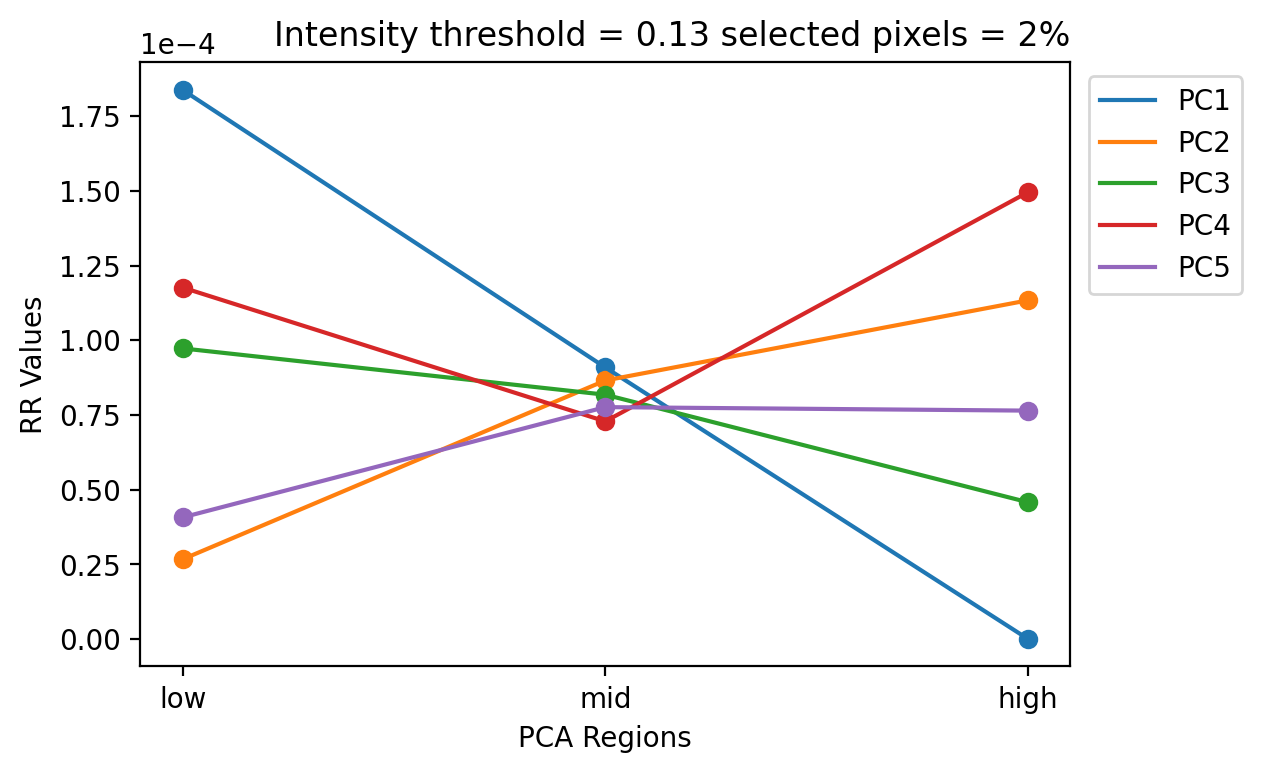 Intensity threshold = 0.13 selected pixels = 2%
1e−4
1.75
1.50
1.25
1.00
0.75
0.50
0.25
0.00
RR Values
low mid high
PCA Regions
PC1
PC2
PC3
PC4
PC5